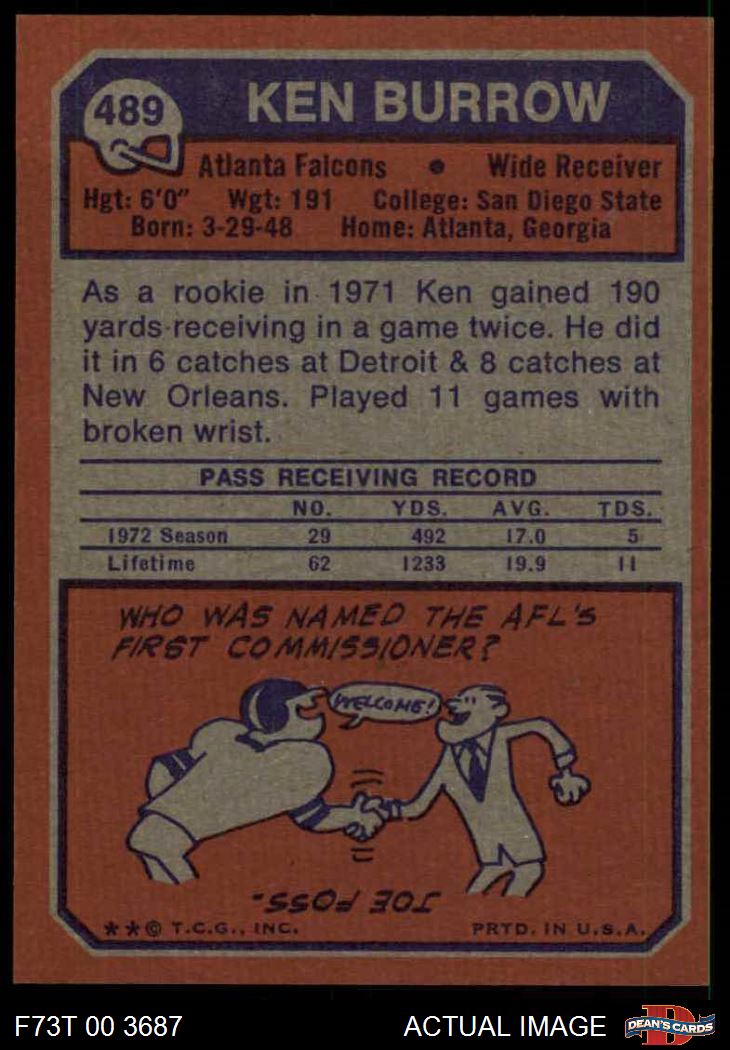 489
KEN BURROW
Atlanta Falcons • Wide Receiver
Hgt: 6'0" Wgt: 191 College: San Diego State
Born: 3-29-48 Home: Atlanta, Georgia
As a rookie in 1971 Ken gained 190
yards receiving in a game twice. He did
it in 6 catches at Detroit & 8 catches at
New Orleans. Played 11 games with
broken wrist.
PASS RECEIVING RECORD
NO. YDS. AVG. TDS.
1972 Season 29 492 17.0 5
Lifetime 62 1233 19.9 11
WHO WAS NAMED THE AFL'S
FIRST COMMISSIONER?
WELCOME!
JOE FOSS.
**© T.C.G., INC. PRTD. IN U.S.A.
F73T 00 3687 ACTUAL IMAGE
D
DEAN'S CARDS